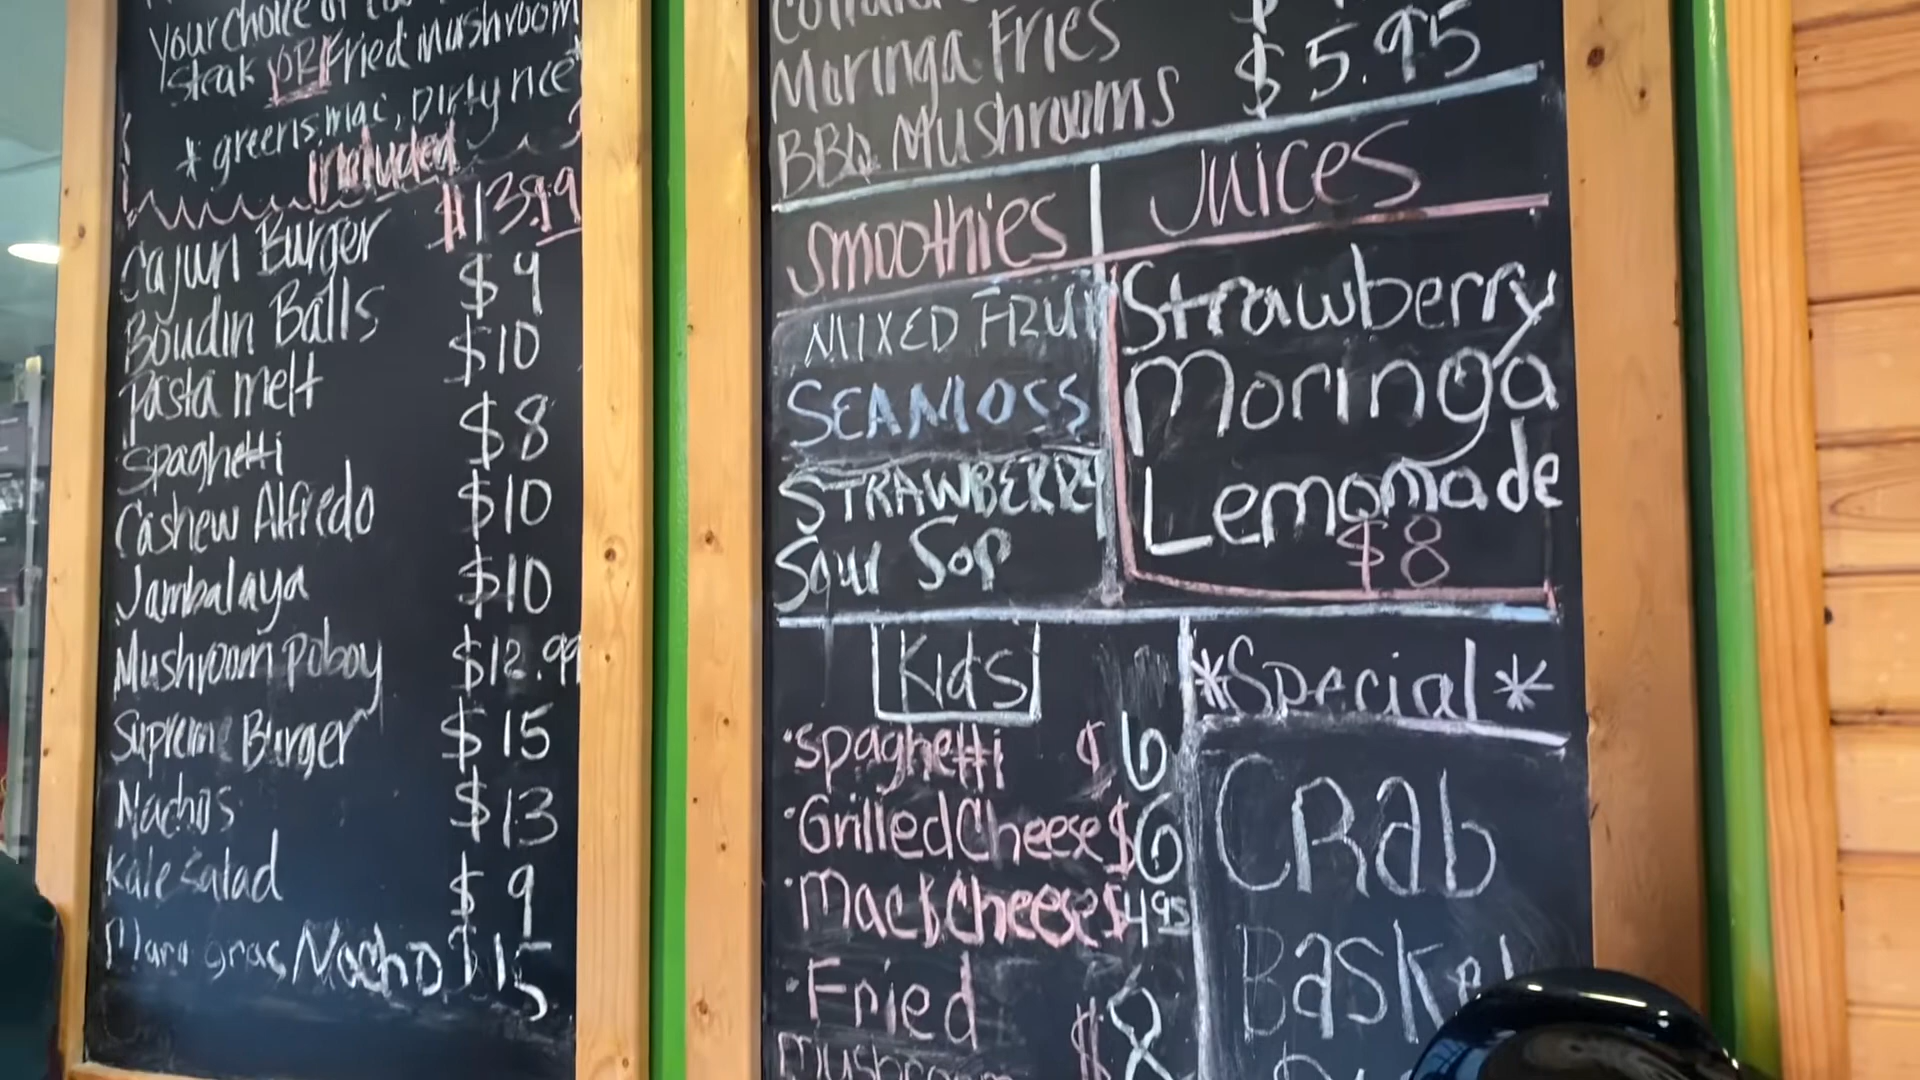 Your choice of
steak OR Fried mushroom
* greens, mac, Dirty rice *
included
Cajun Burger $13.99
Boudin Balls $9
Pasta melt $10
Spaghetti $8
Cashew Alfredo $10
Jambalaya $10
Mushroom poboy $12.99
Supreme Burger $15
Nachos $13
Kale Salad $9
Mara gras Nacho $15
Moringa Fries
BBQ Mushrooms $5.95
Smoothies
MIXED FRUI
SEAMOSS
STRAWBERRY
Sour Sop
Juices
Strawberry
Moringa
Lemomade
$8
Kids
·Spaghetti $6
·Grilled Cheese $6
·Mac & Cheese $4.95
·Fried $8
mushroom
*Special*
CRab
Basket